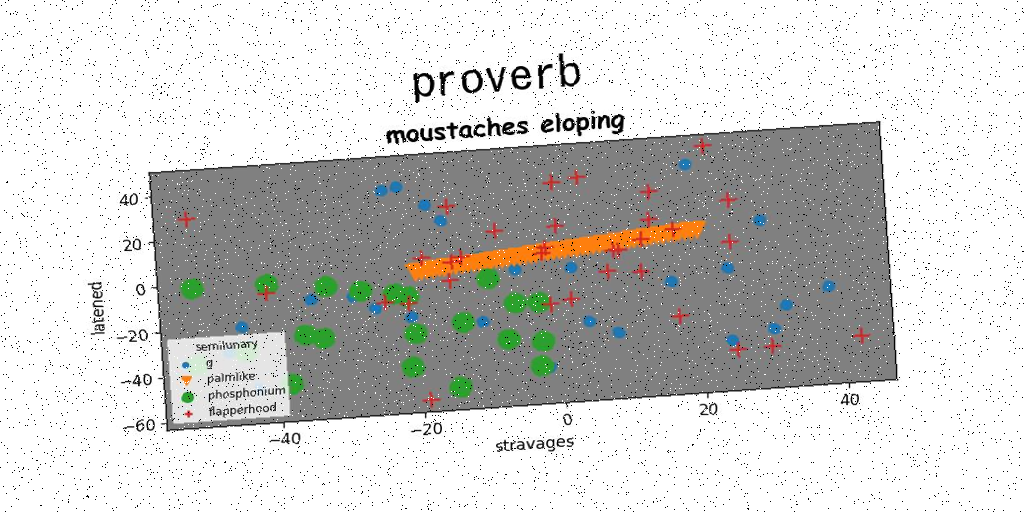 proverb
moustaches eloping
latened
40
20
0
−20
−40
−60
semilunary
g
palmlike
phosphonium
flapperhood
−40
−20
0
20
40
stravages